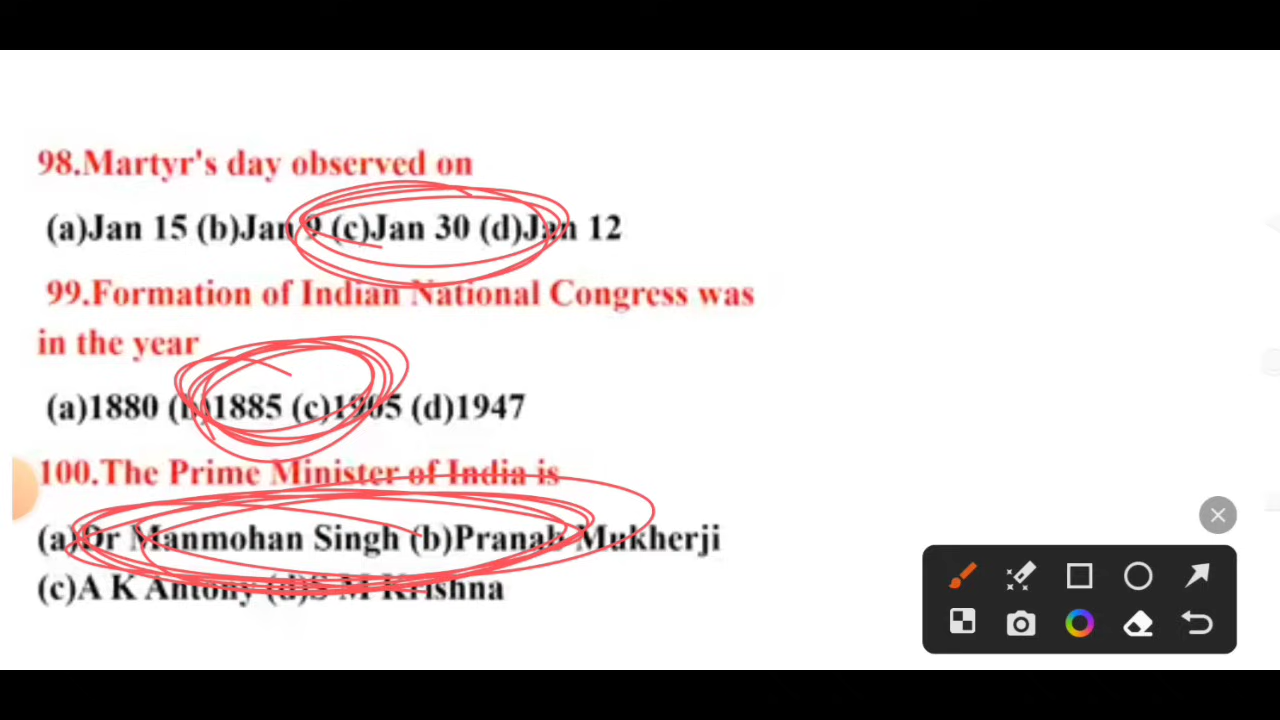 98.Martyr's day observed on
(a)Jan 15 (b)Jan 9 (c)Jan 30 (d)Jan 12
99.Formation of Indian National Congress was
in the year
(a)1880 (b)1885 (c)1905 (d)1947
100.The Prime Minister of India is
(a)Dr Manmohan Singh (b)Pranab Mukherji
(c)A K Antony (d)S M Krishna